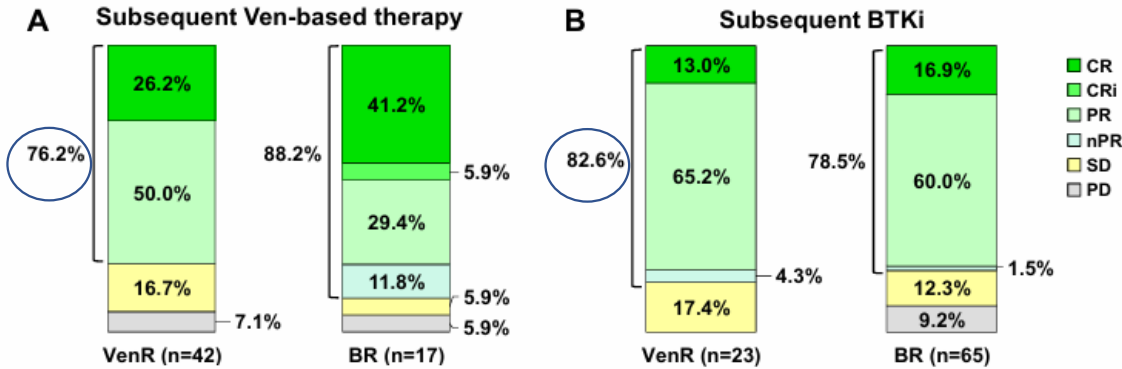 A Subsequent Ven-based therapy
26.2%
76.2%
50.0%
16.7%
7.1%
VenR (n=42)
41.2%
88.2%
5.9%
29.4%
11.8%
5.9%
5.9%
BR (n=17)
B Subsequent BTKi
13.0%
82.6%
65.2%
4.3%
17.4%
VenR (n=23)
16.9%
78.5%
60.0%
1.5%
12.3%
9.2%
BR (n=65)
CR
CRi
PR
nPR
SD
PD